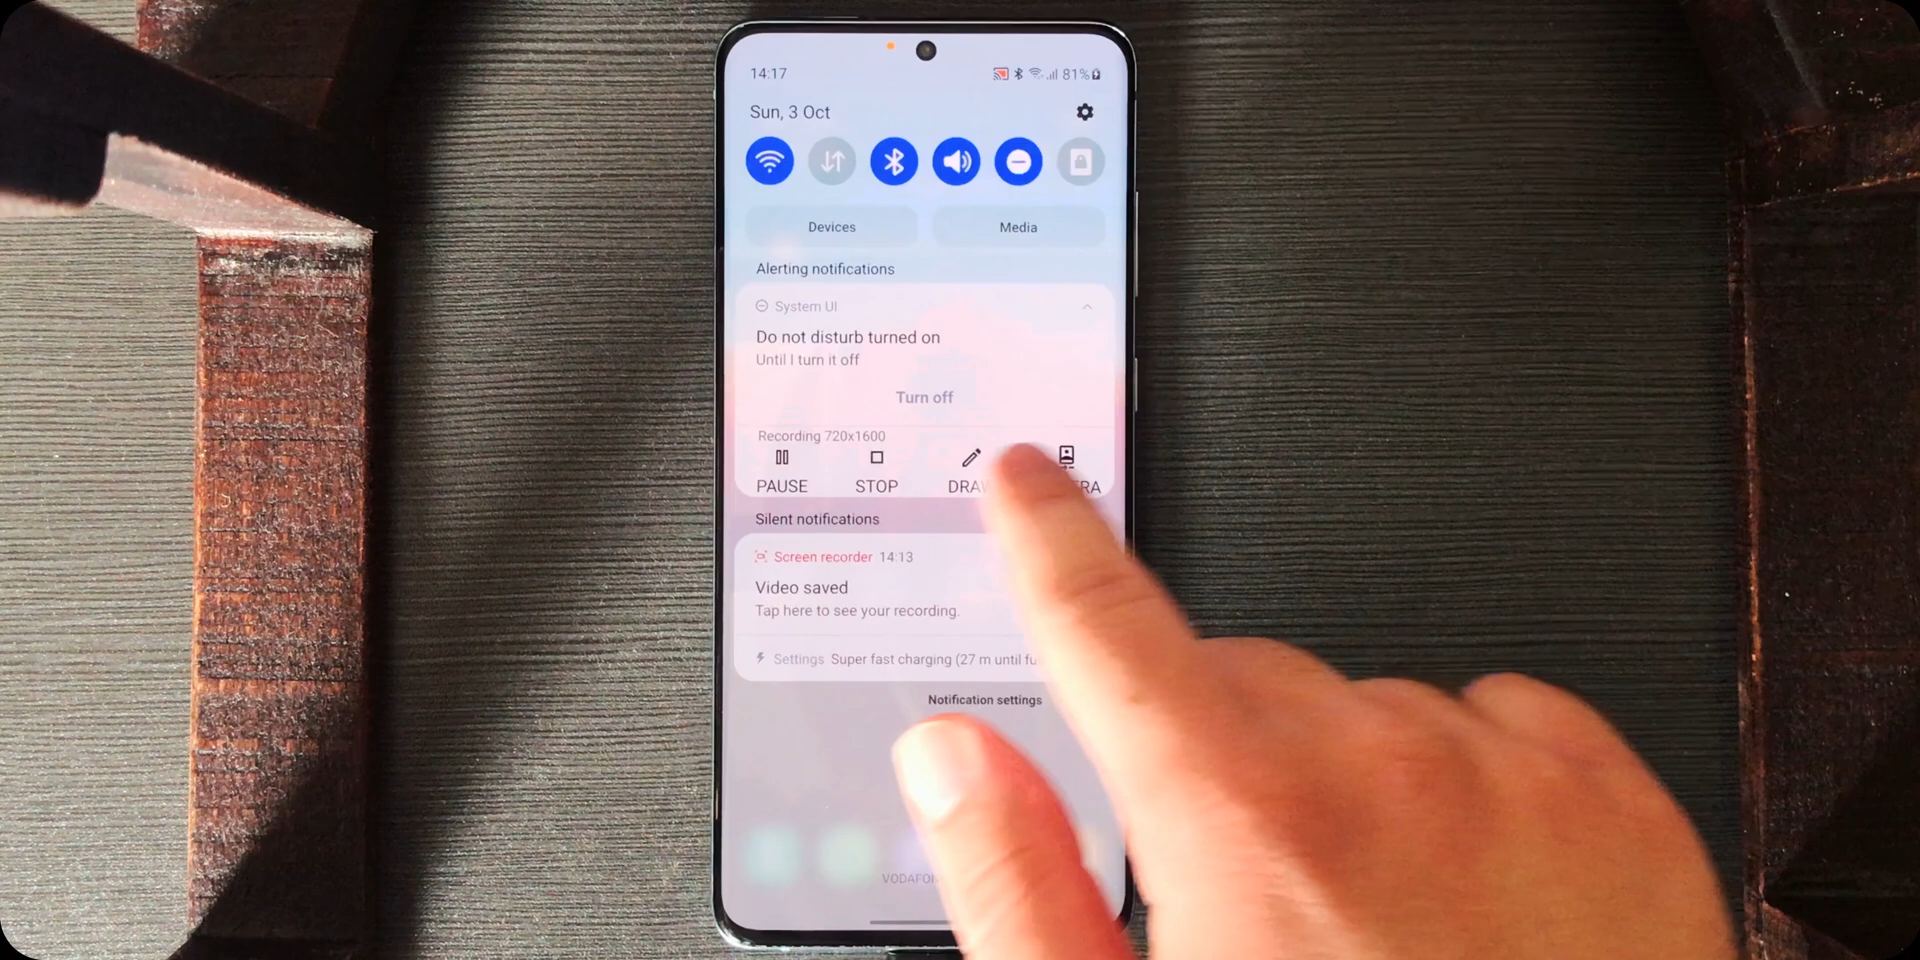 14:17
81%
Sun, 3 Oct
Devices
Media
Alerting notifications
System UI
Do not disturb turned on
Until I turn it off
Turn off
Recording 720x1600
PAUSE
STOP
Silent notifications
Screen recorder 14:13
Video saved
Tap here to see your recording.
Settings Super fast charging (27 m until
Notification settings